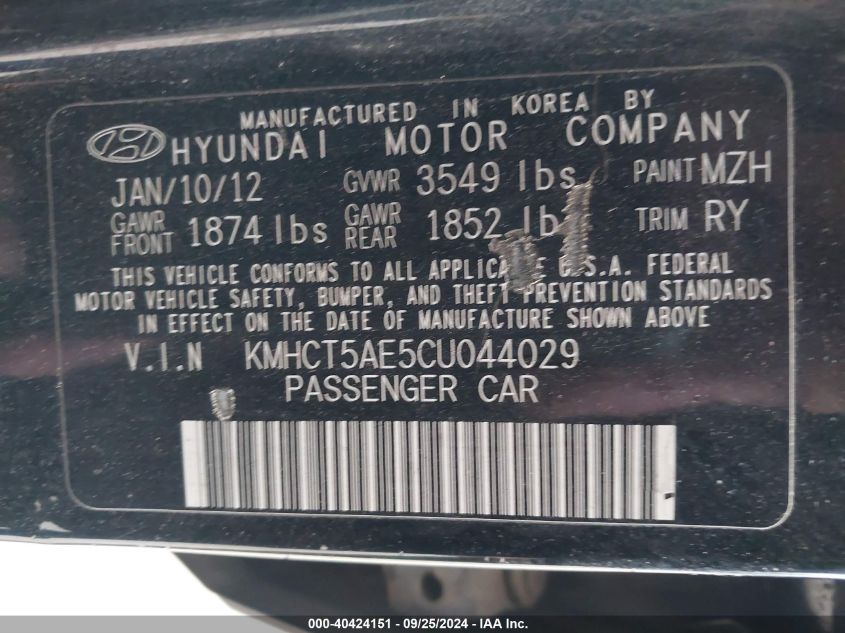 MANUFACTURED IN KOREA BY
HYUNDAI MOTOR COMPANY
JAN/10/12 GVWR 3549 lbs PAINT MZH
GAWR FRONT 1874 lbs GAWR REAR 1852 lb TRIM RY
THIS VEHICLE CONFORMS TO ALL U.S.A. FEDERAL
MOTOR VEHICLE SAFETY, BUMPER, AND THEFT PREVENTION STANDARDS
IN EFFECT ON THE DATE OF MANUFACTURE SHOWN ABOVE
V.I.N KMHCT5AE5CU044029
PASSENGER CAR
000-40424151 - 09/25/2024 - IAA, Inc.